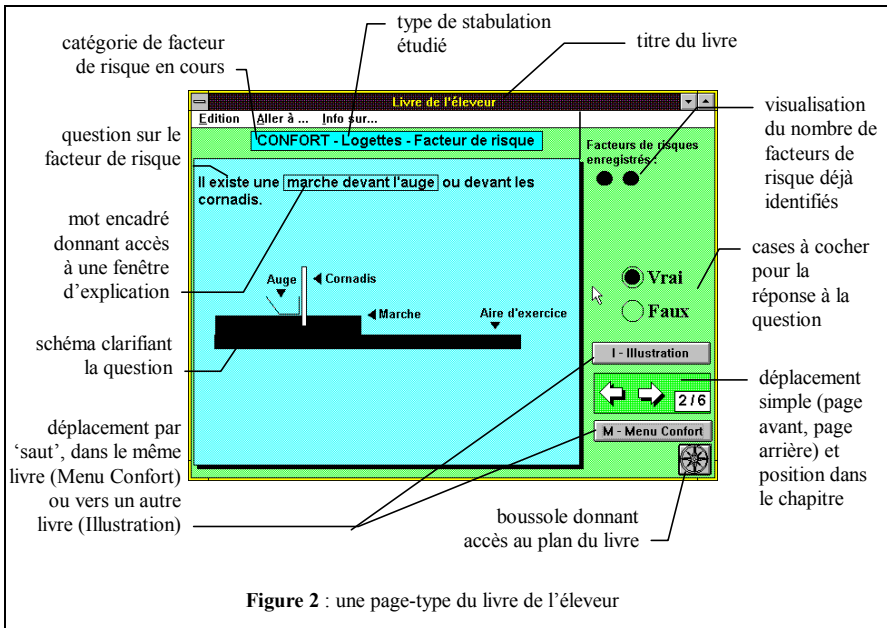 type de stabulation
étudié
catégorie de facteur
de risque en cours
titre du livre
question sur le
facteur de risque
mot encadré
donnant accès
à une fenêtre
d'explication
schéma clarifiant
la question
déplacement par
‘saut’, dans le même
livre (Menu Confort)
ou vers un autre
livre (Illustration)
Livre de l'éleveur
Edition Aller à ... Info sur...
CONFORT - Logettes - Facteur de risque
Il existe une marche devant l'auge ou devant les
cornadis.
Auge
Cornadis
Marche
Aire d'exercice
Facteurs de risques
enregistrés :
Vrai
Faux
I - Illustration
2 / 6
M - Menu Confort
visualisation
du nombre de
facteurs de
risque déjà
identifiés
cases à cocher
pour la
réponse à la
question
déplacement
simple (page
avant, page
arrière) et
position dans
le chapitre
boussole donnant
accès au plan du livre
Figure 2 : une page-type du livre de l’éleveur